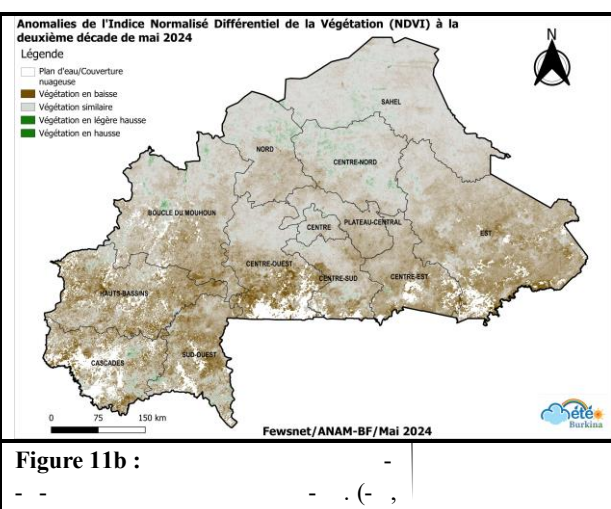 Anomalies de l'Indice Normalisé Différentiel de la Végétation (NDVI) à la
deuxième décade de mai 2024
Légende
Plan d'eau/Couverture
nuageuse
Végétation en baisse
Végétation similaire
Végétation en légère hausse
Végétation en hausse
N
SAHEL
NORD
CENTRE-NORD
BOUCLE DU MOUHOUN
CENTRE
PLATEAU-CENTRAL
EST
CENTRE-OUEST
CENTRE-SUD
CENTRE-EST
HAUTS-BASSINS
CASCADES
SUD-OUEST
0 75 150 km
Fewsnet/ANAM-BF/Mai 2024
Météo
Burkina
Figure 11b : -
- - - . (- ,